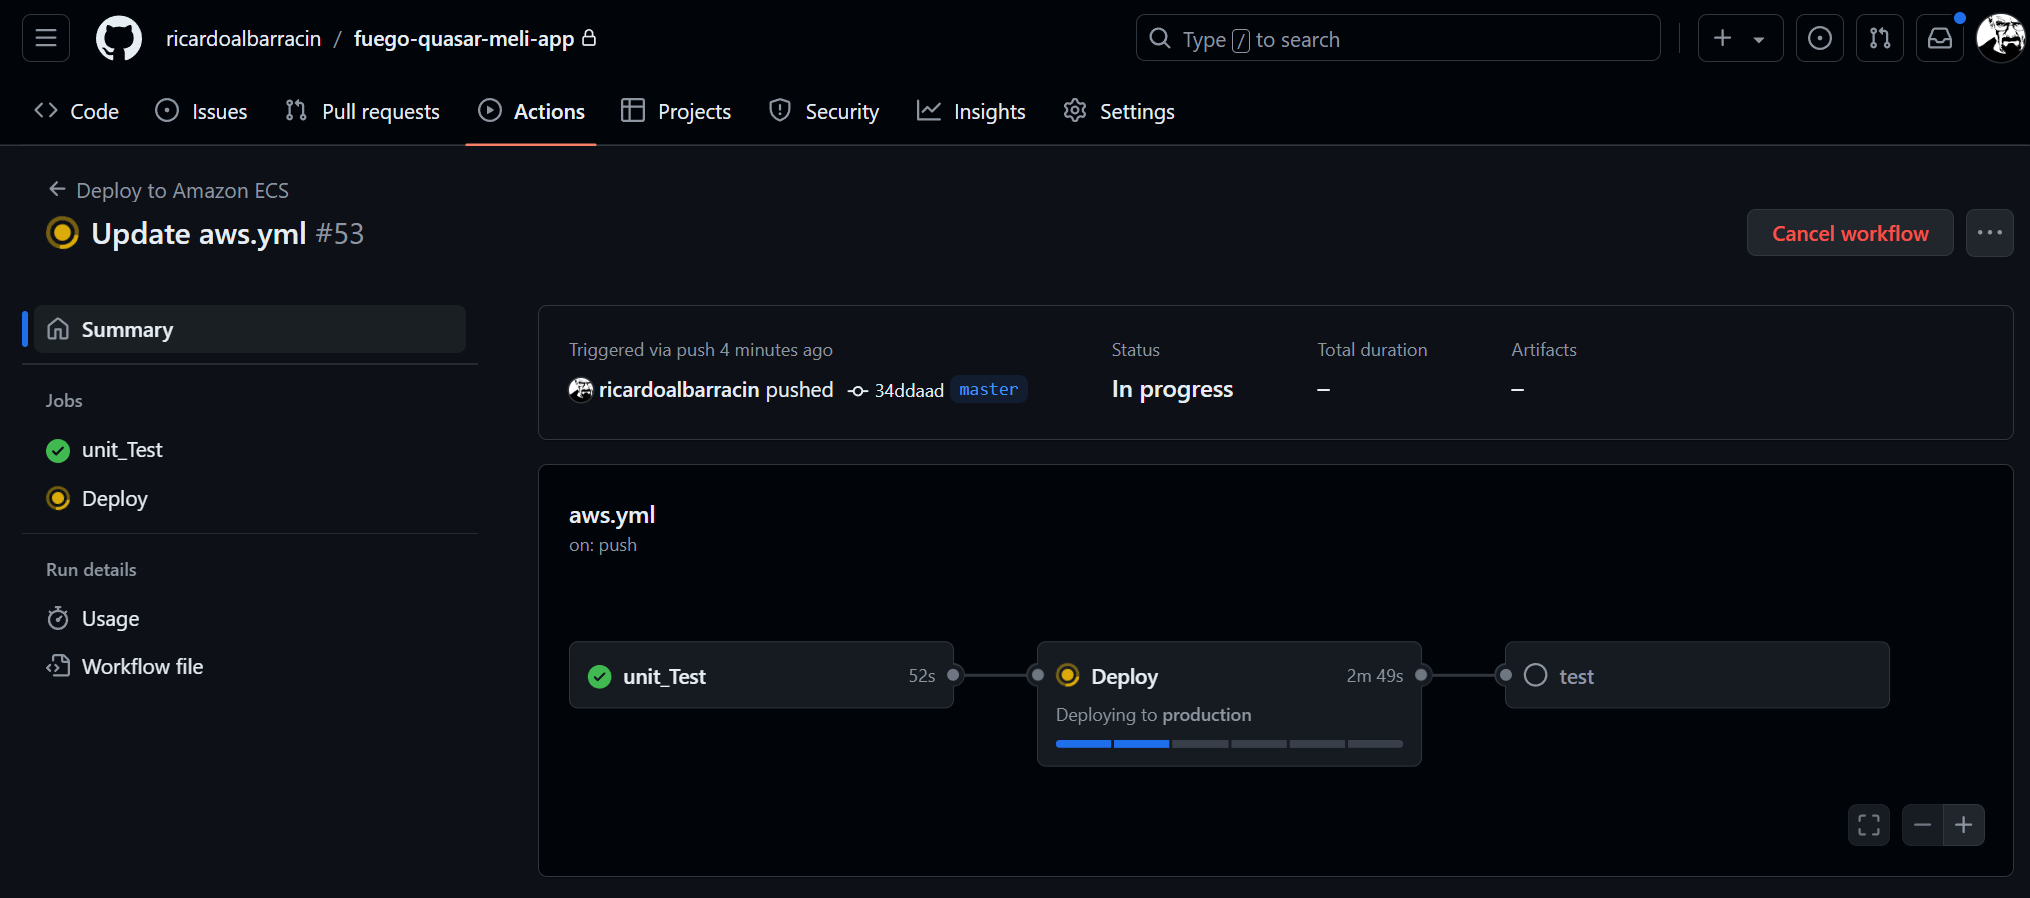 ricardoalbarracin / fuego-quasar-meli-app
Type / to search
Code Issues Pull requests Actions Projects Security Insights Settings
Deploy to Amazon ECS
Update aws.yml #53
Cancel workflow
Summary
Jobs
unit_Test
Deploy
Run details
Usage
Workflow file
Triggered via push 4 minutes ago
ricardoalbarracin pushed 34ddaad master
Status
In progress
Total duration
–
Artifacts
–
aws.yml
on: push
unit_Test 52s
Deploy 2m 49s
Deploying to production
test